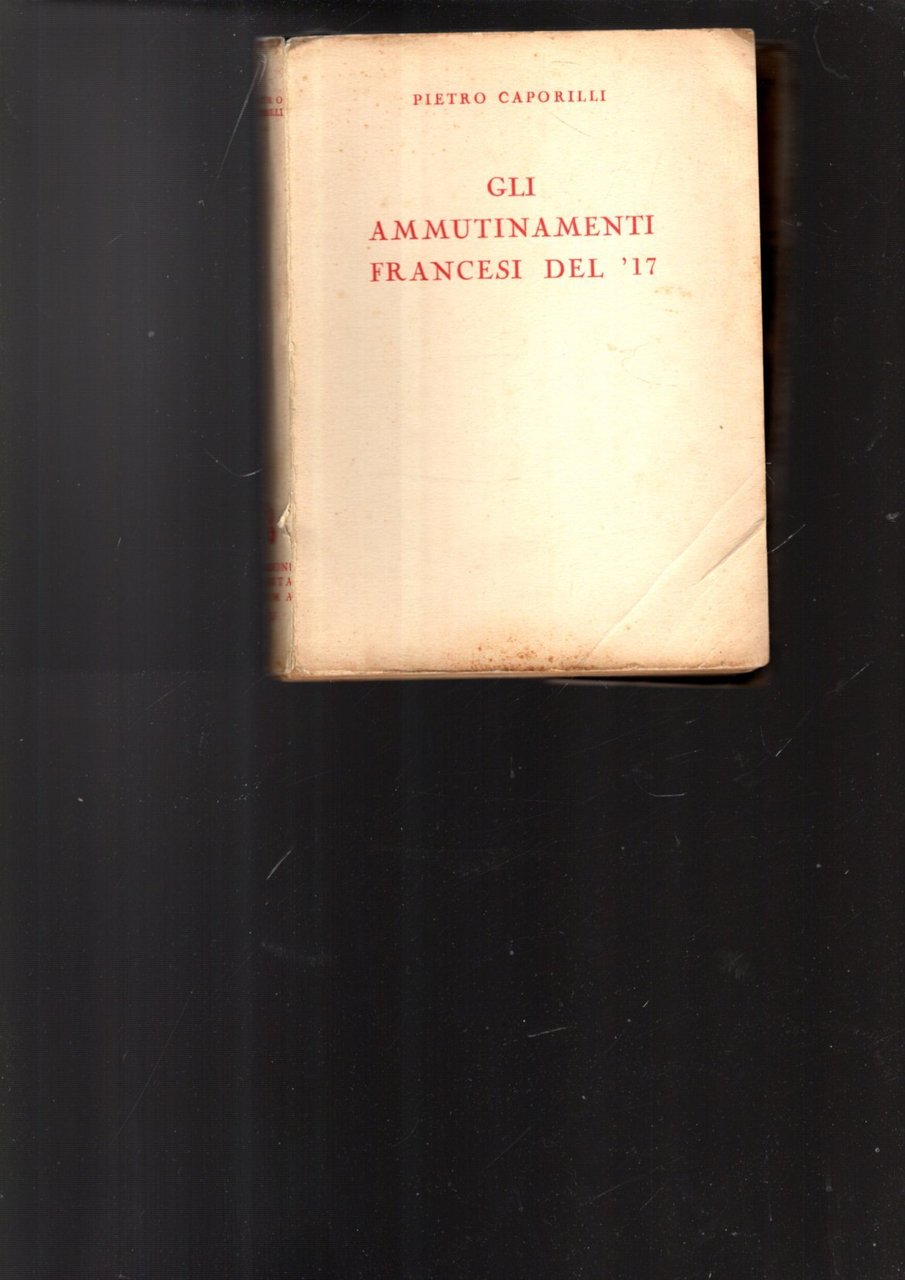 PIETRO CAPORILLI
GLI
AMMUTINAMENTI
FRANCESI DEL '17